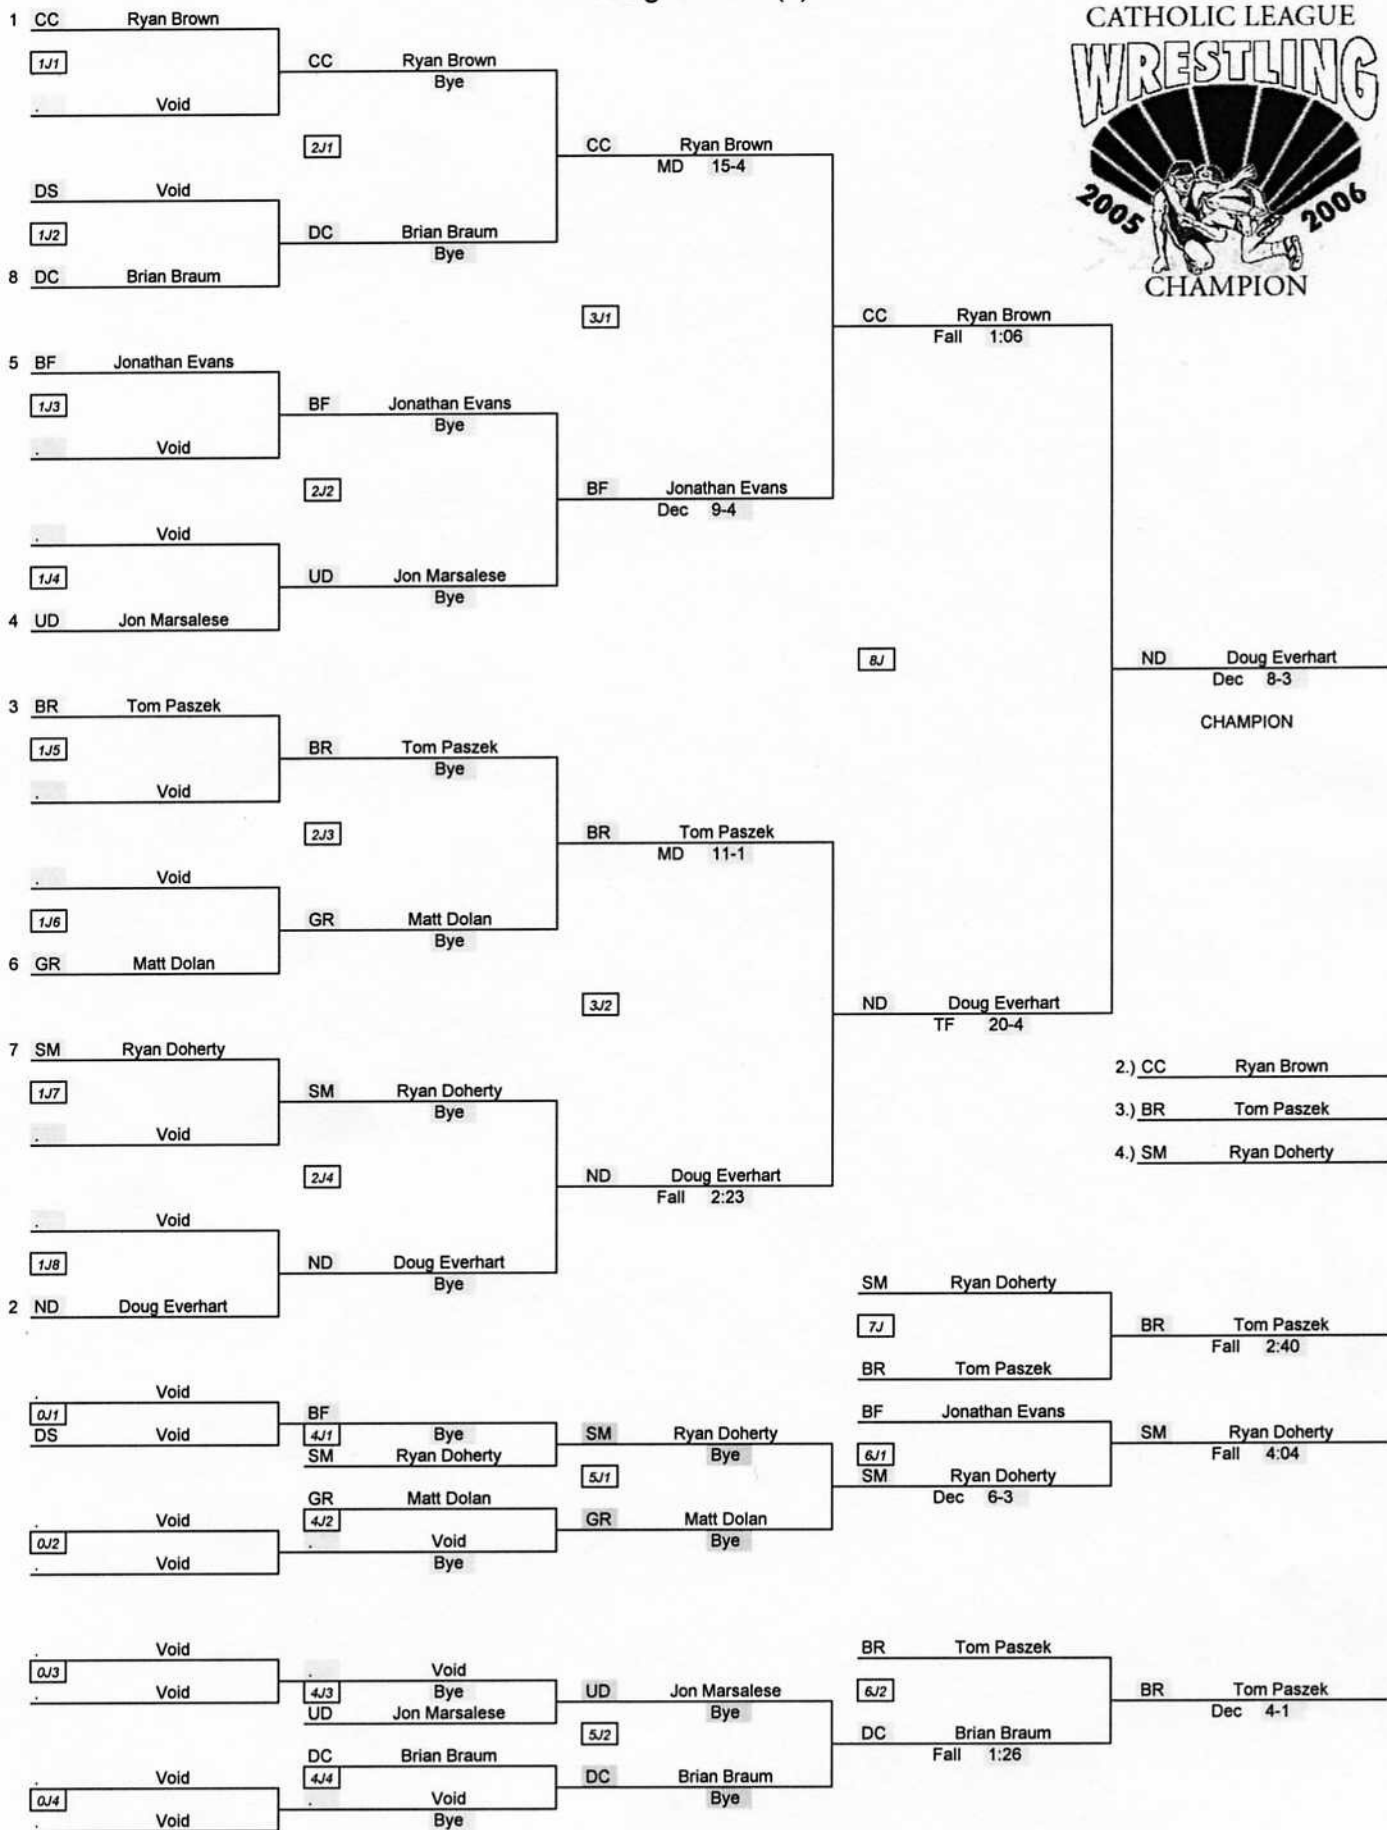 CATHOLIC LEAGUE
WRESTLING
2005 2006
CHAMPION
1 CC Ryan Brown
1J1
. Void
CC Ryan Brown
Bye
2J1
DS Void
1J2
8 DC Brian Braum
DC Brian Braum
Bye
CC Ryan Brown
MD 15-4
3J1
5 BF Jonathan Evans
1J3
. Void
BF Jonathan Evans
Bye
2J2
. Void
1J4
4 UD Jon Marsalese
UD Jon Marsalese
Bye
BF Jonathan Evans
Dec 9-4
CC Ryan Brown
Fall 1:06
8J
3 BR Tom Paszek
1J5
. Void
BR Tom Paszek
Bye
2J3
. Void
1J6
6 GR Matt Dolan
GR Matt Dolan
Bye
BR Tom Paszek
MD 11-1
3J2
7 SM Ryan Doherty
1J7
. Void
SM Ryan Doherty
Bye
2J4
. Void
1J8
2 ND Doug Everhart
ND Doug Everhart
Bye
ND Doug Everhart
Fall 2:23
ND Doug Everhart
TF 20-4
ND Doug Everhart
Dec 8-3
CHAMPION
2.) CC Ryan Brown
3.) BR Tom Paszek
4.) SM Ryan Doherty
SM Ryan Doherty
7J
BR Tom Paszek
BR Tom Paszek
Fall 2:40
. Void
0J1
DS Void
BF
4J1 Bye
SM Ryan Doherty
SM Ryan Doherty
Bye
5J1
. Void
0J2
. Void
GR Matt Dolan
4J2
. Void
Bye
GR Matt Dolan
Bye
BF Jonathan Evans
6J1
SM Ryan Doherty
Dec 6-3
SM Ryan Doherty
Fall 4:04
. Void
0J3
. Void
. Void
4J3 Bye
UD Jon Marsalese
UD Jon Marsalese
Bye
5J2
. Void
0J4
. Void
DC Brian Braum
4J4
. Void
Bye
DC Brian Braum
Bye
BR Tom Paszek
6J2
DC Brian Braum
Fall 1:26
BR Tom Paszek
Dec 4-1